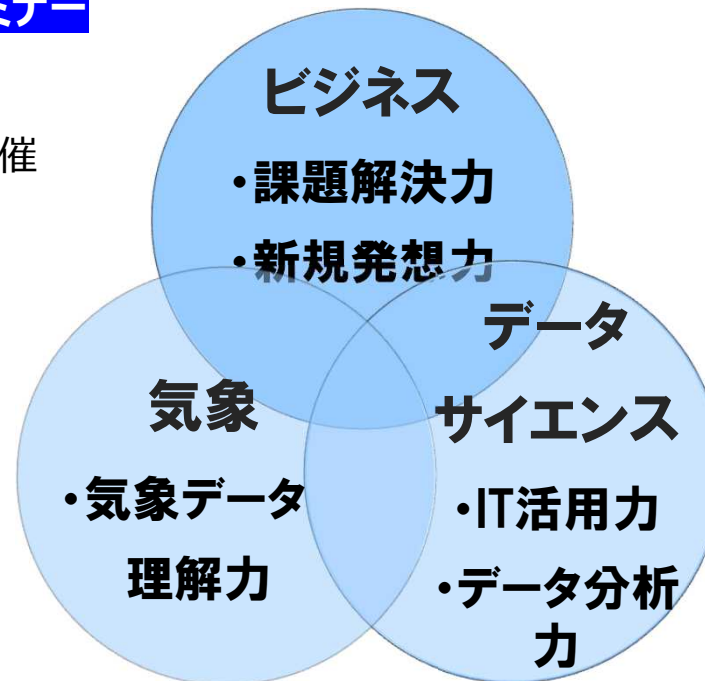 ミナー
催
ビジネス
・課題解決力
・新規発想力
データ
サイエンス
・IT活用力
・データ分析
力
気象
・気象データ
理解力